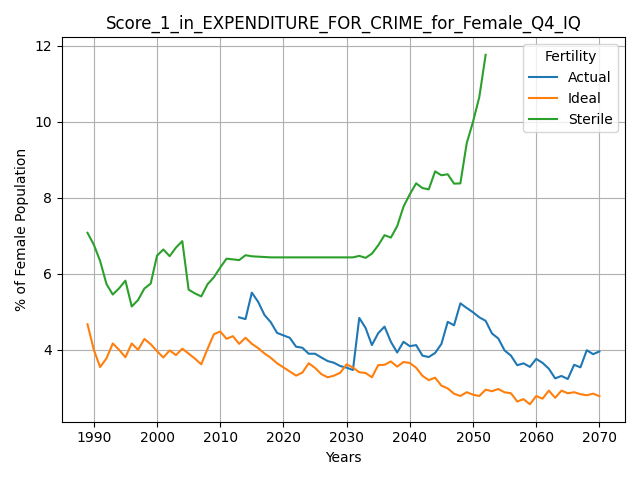 Score_1_in_EXPENDITURE_FOR_CRIME_for_Female_Q4_IQ
% of Female Population
12
10
8
6
4
Fertility
Actual
Ideal
Sterile
1990 2000 2010 2020 2030 2040 2050 2060 2070
Years